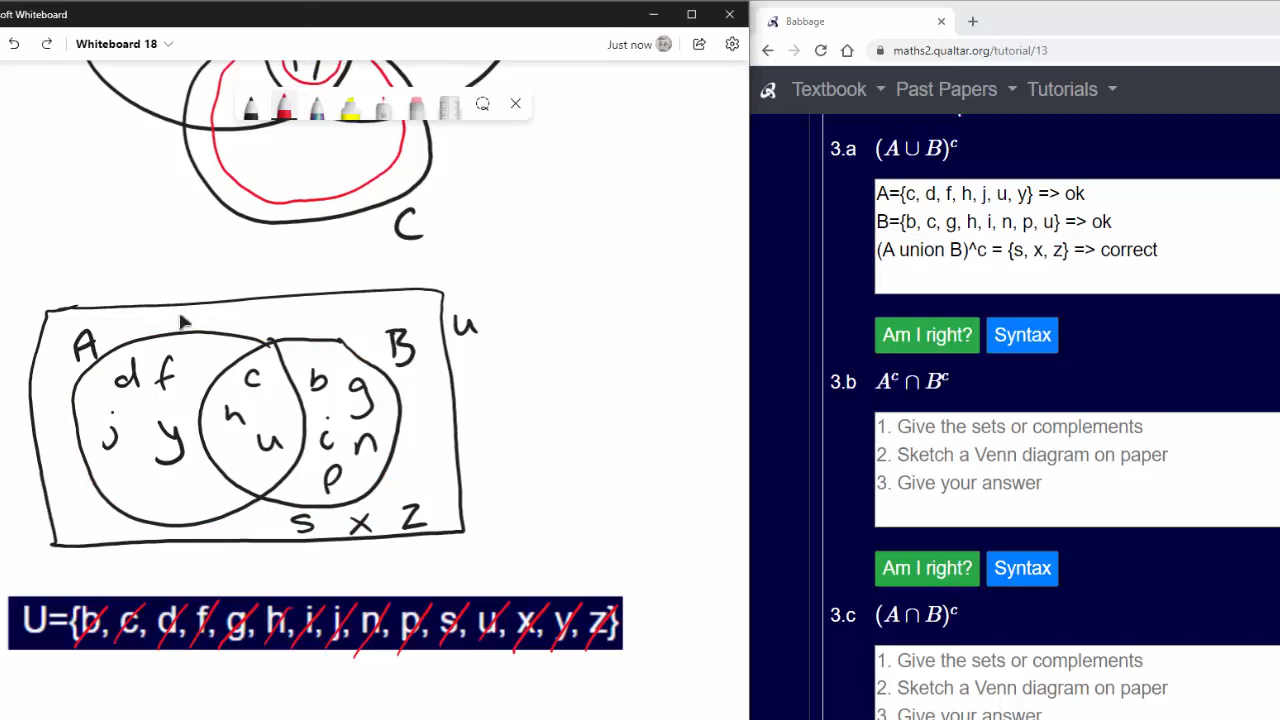 soft Whiteboard
Whiteboard 18
Just now
C
A
B
u
d f
c
b g
j y
h
u
i n
p
s x z
U={b, c, d, f, g, h, i, j, n, p, s, u, x, y, z}
Babbage
maths2.qualtar.org/tutorial/13
Textbook Past Papers Tutorials
3.a (A ∪ B)ᶜ
A={c, d, f, h, j, u, y} => ok
B={b, c, g, h, i, n, p, u} => ok
(A union B)^c = {s, x, z} => correct
Am I right? Syntax
3.b Aᶜ ∩ Bᶜ
1. Give the sets or complements
2. Sketch a Venn diagram on paper
3. Give your answer
Am I right? Syntax
3.c (A ∩ B)ᶜ
1. Give the sets or complements
2. Sketch a Venn diagram on paper
3. Give your answer